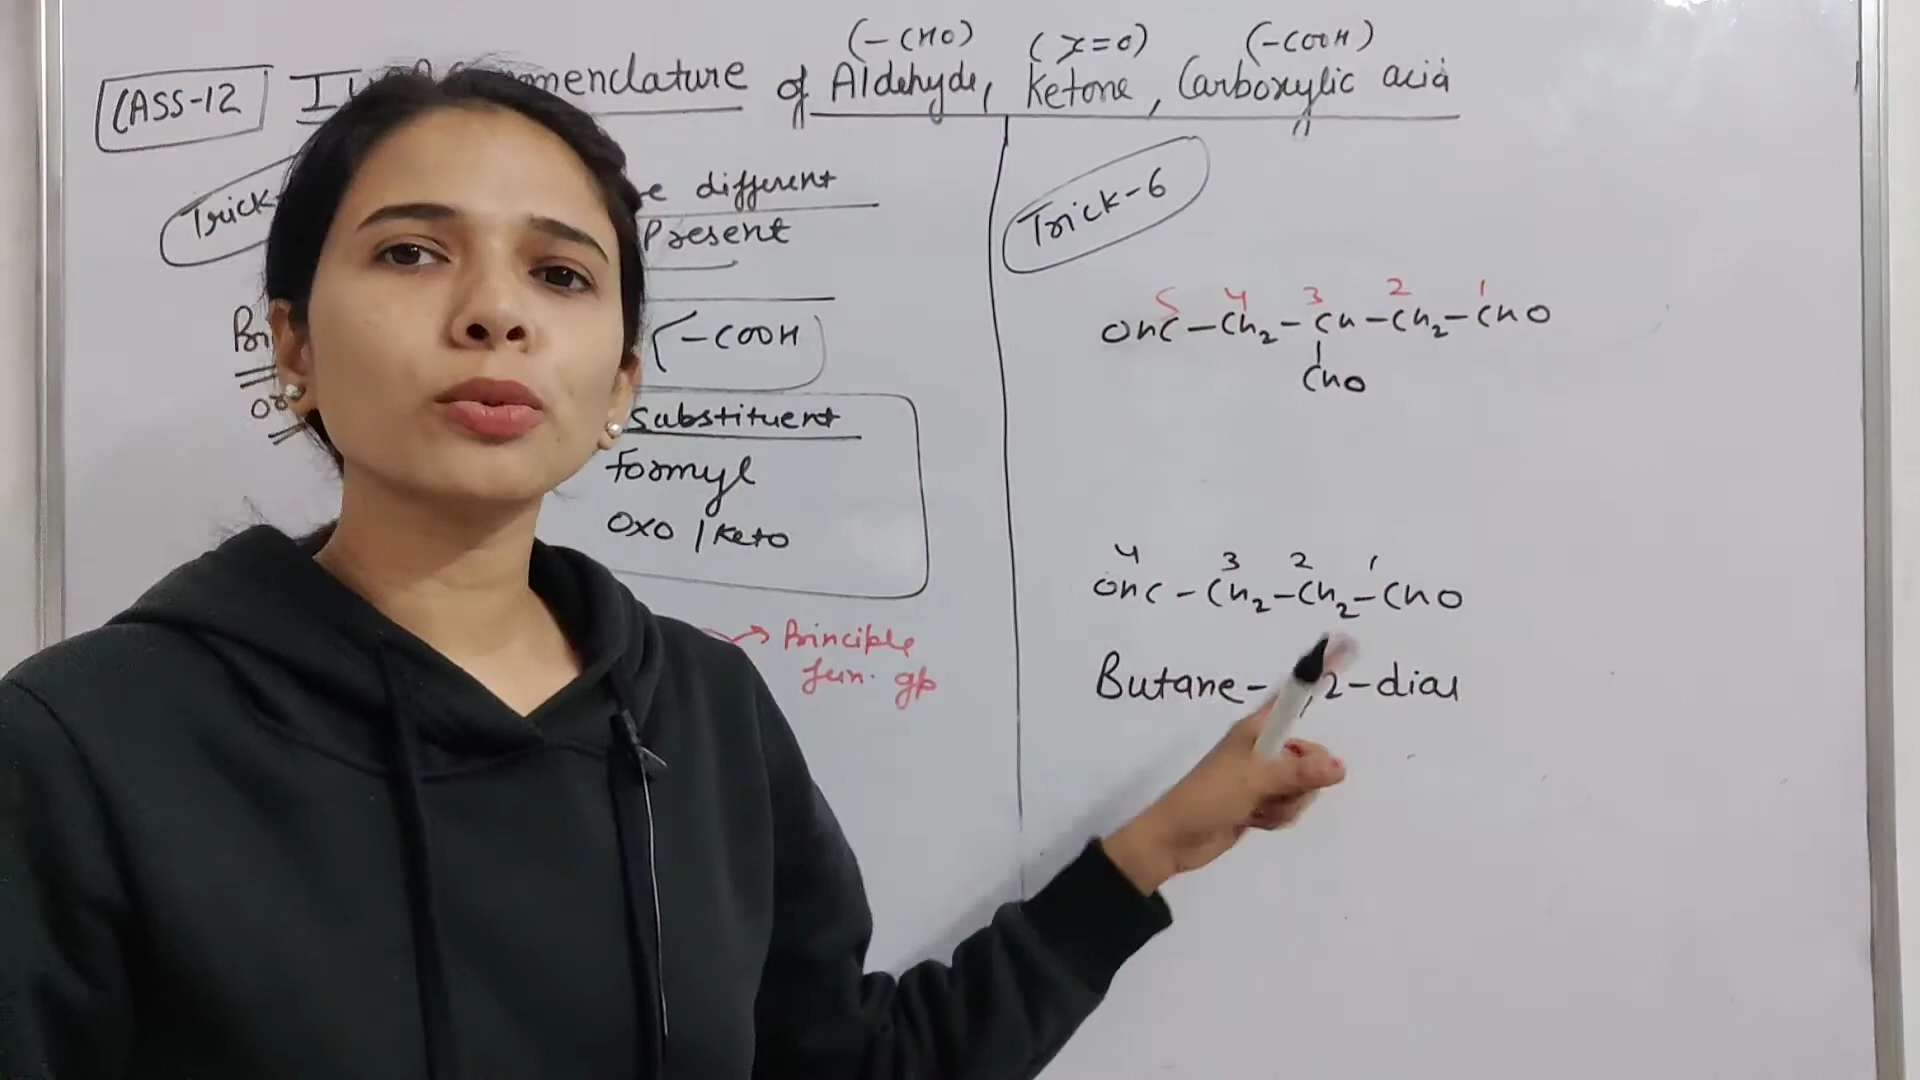 (-CHO) (>=O) (-COOH)
CASS-12 nomenclature of Aldehyde, Ketone, Carboxylic acid
Trick- different
Present
(-COOH
or
Substituent
Formyl
Oxo / Keto
→ Principle
fun. gp
Trick-6
5 4 3 2 1
OHC-CH2-CH-CH2-CHO
|
CHO
4 3 2 1
OHC-CH2-CH2-CHO
Butane- ,2-dial